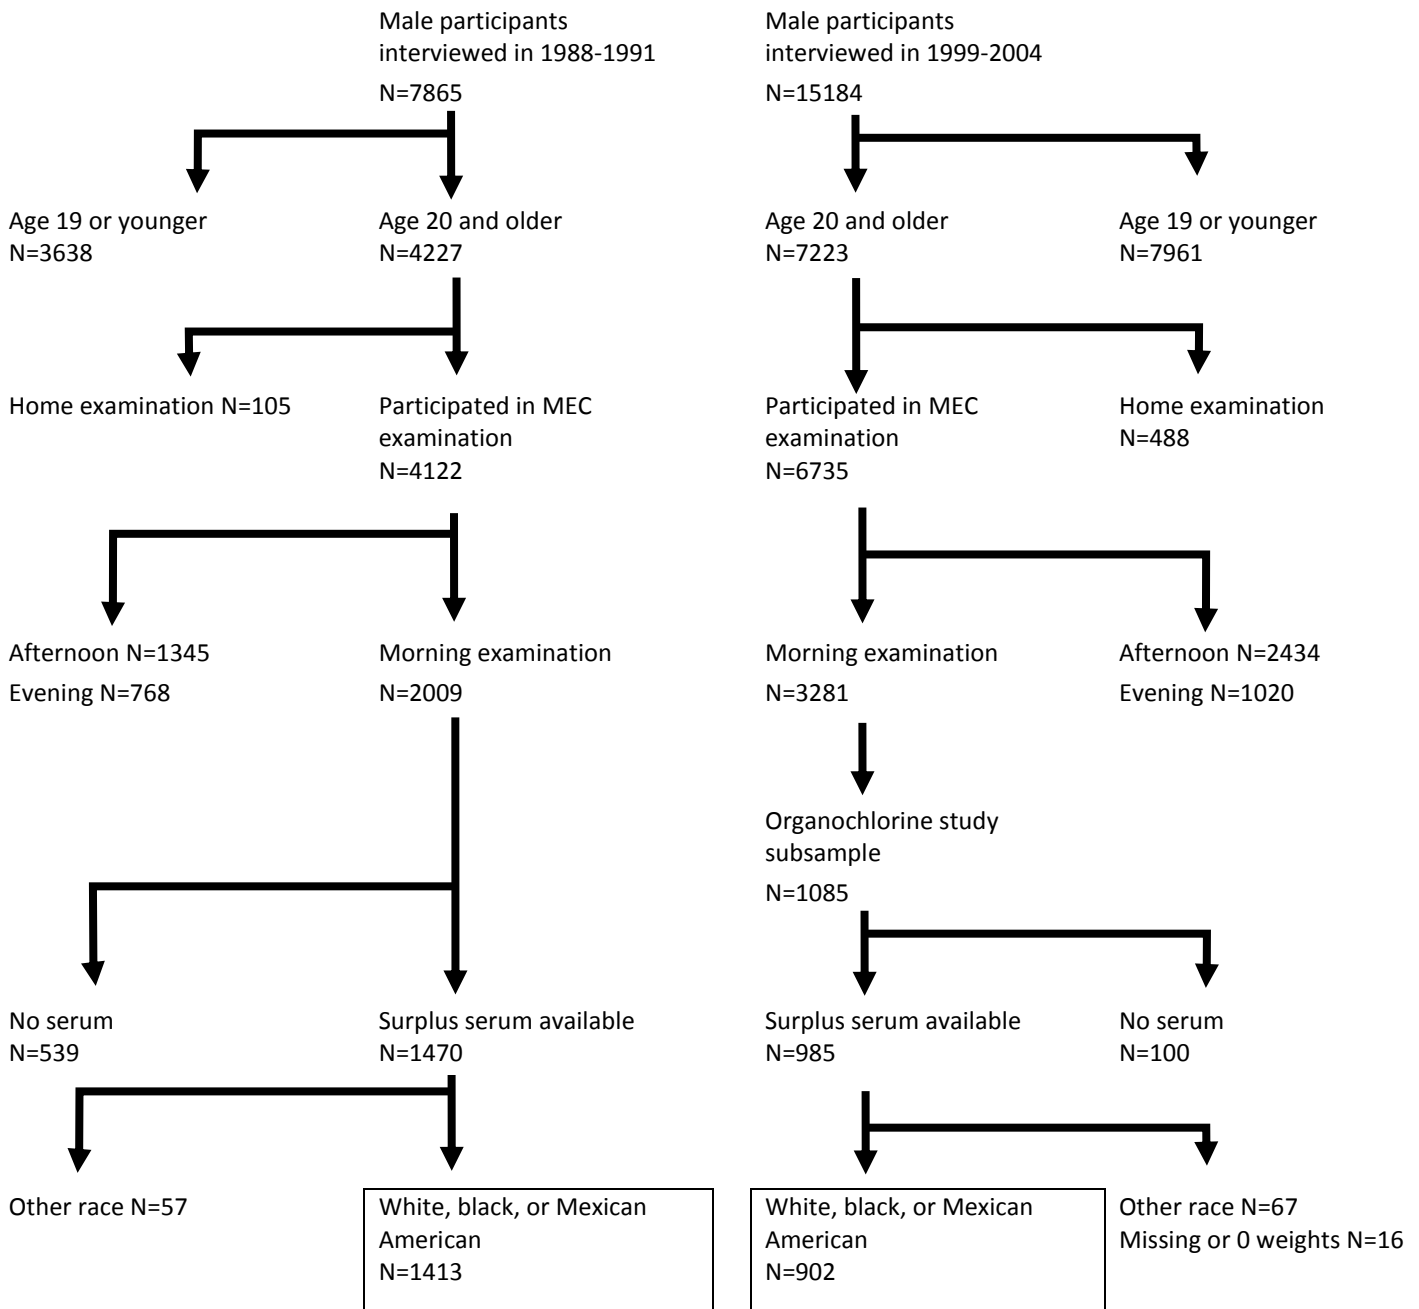 Male participants
interviewed in 1988-1991
N=7865
Male participants
interviewed in 1999-2004
N=15184
Age 19 or younger
N=3638
Age 20 and older
N=4227
Age 20 and older
N=7223
Age 19 or younger
N=7961
Home examination N=105
Participated in MEC
examination
N=4122
Participated in MEC
examination
N=6735
Home examination
N=488
Afternoon N=1345
Evening N=768
Morning examination
N=2009
Morning examination
N=3281
Afternoon N=2434
Evening N=1020
Organochlorine study
subsample
N=1085
No serum
N=539
Surplus serum available
N=1470
Surplus serum available
N=985
No serum
N=100
Other race N=57
White, black, or Mexican
American
N=1413
White, black, or Mexican
American
N=902
Other race N=67
Missing or 0 weights N=16